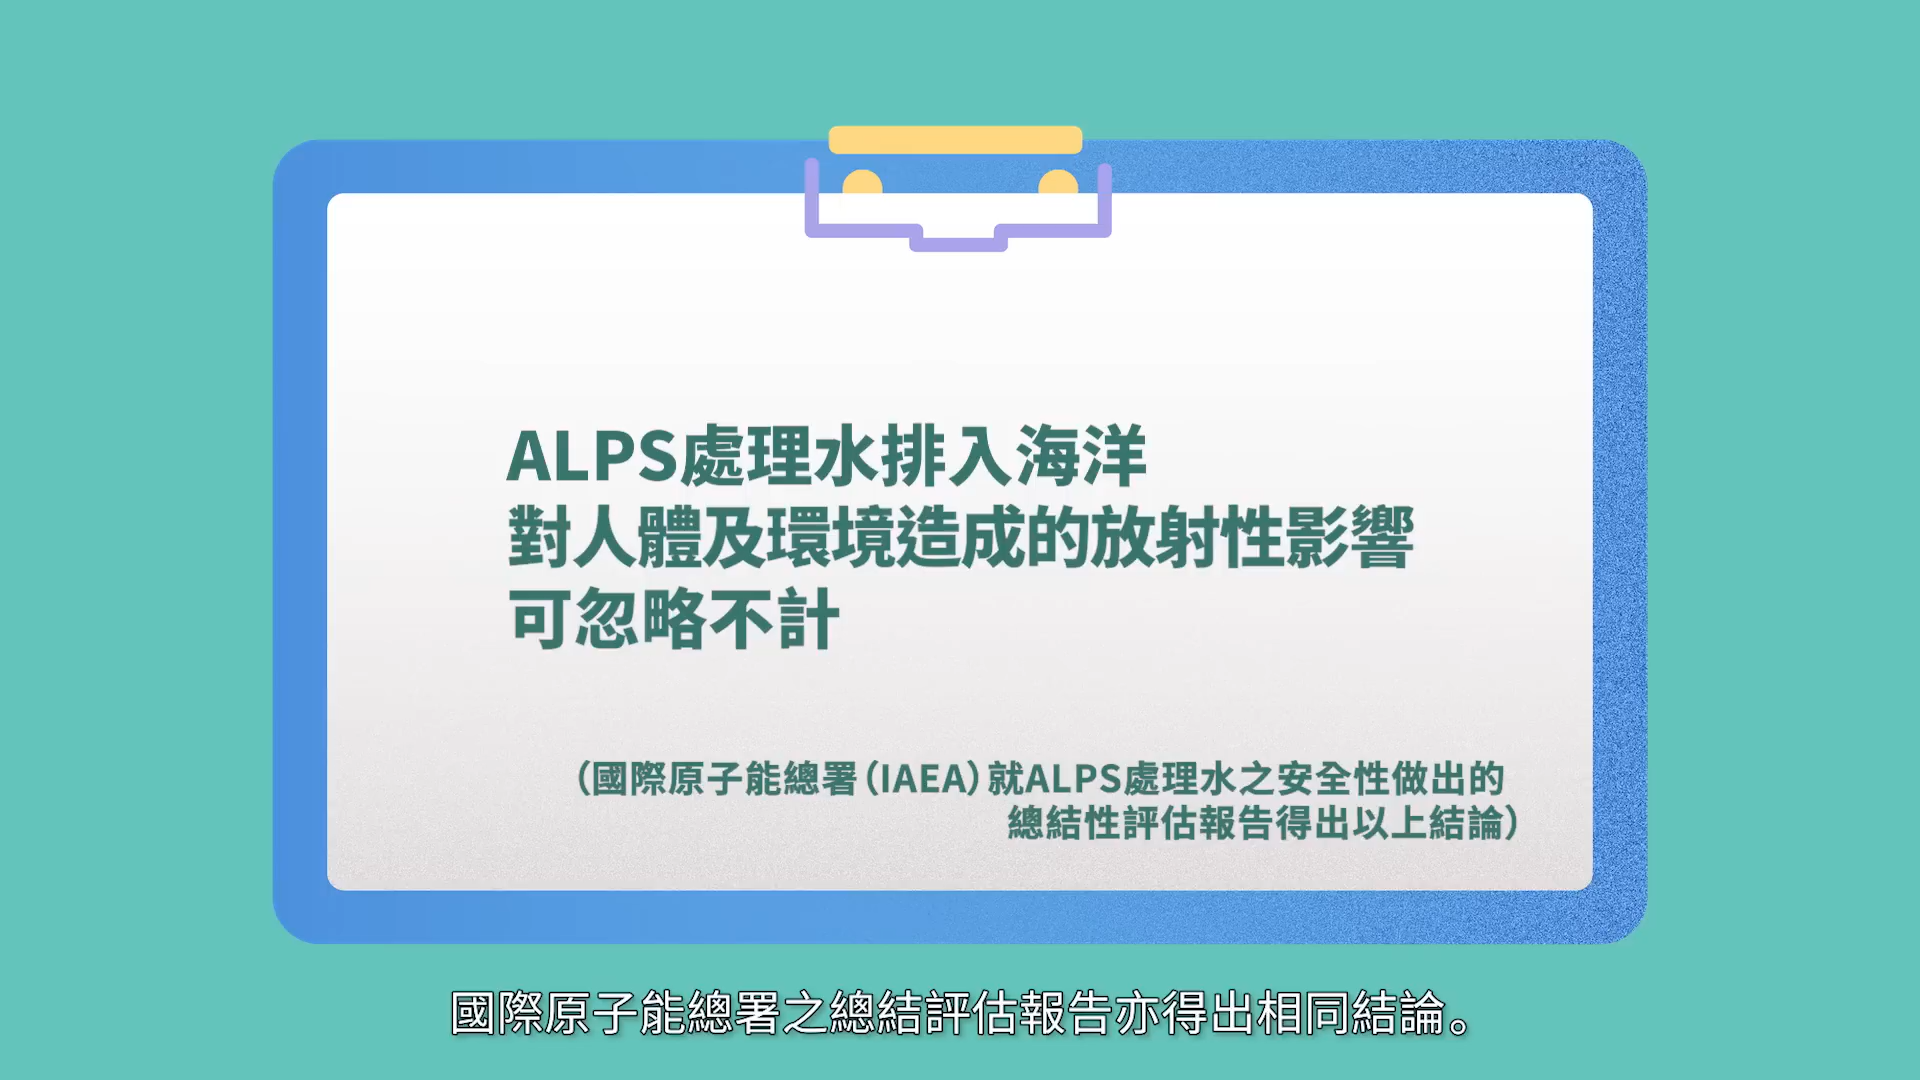 ALPS處理水排入海洋
對人體及環境造成的放射性影響
可忽略不計
（國際原子能總署（IAEA）就ALPS處理水之安全性做出的
總結性評估報告得出以上結論）
國際原子能總署之總結評估報告亦得出相同結論。